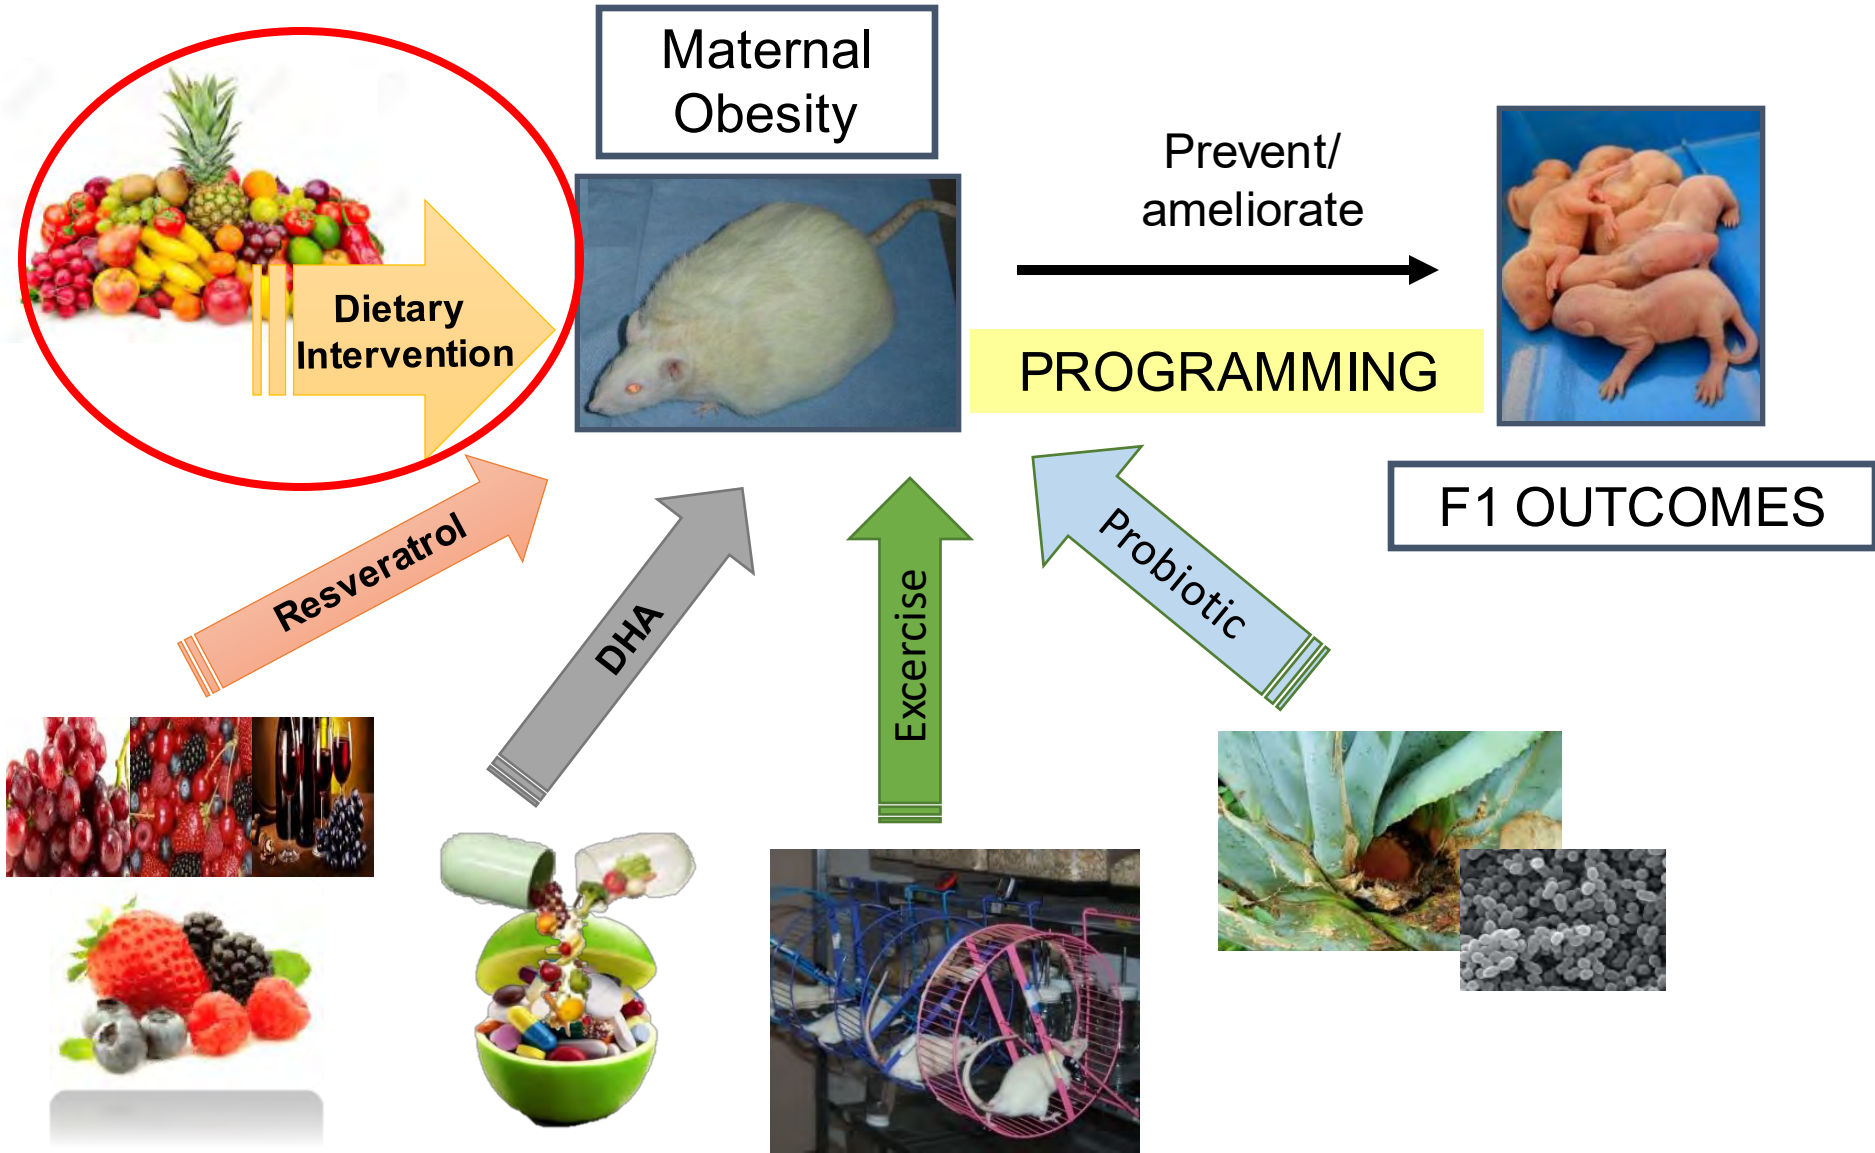 Maternal
Obesity
Prevent/
ameliorate
Dietary
Intervention
PROGRAMMING
F1 OUTCOMES
Resveratrol
DHA
Excercise
Probiotic